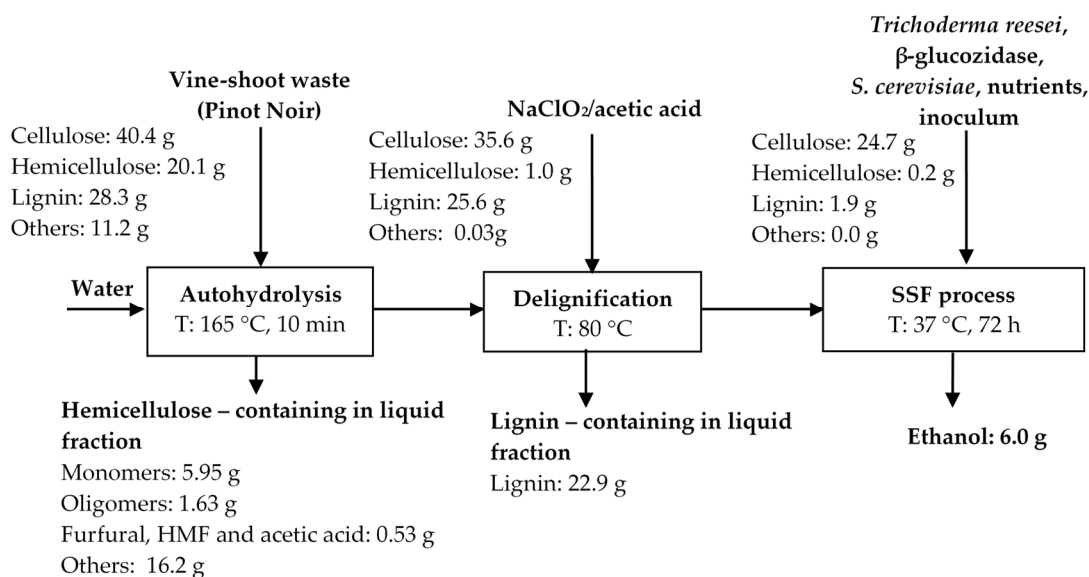 Vine-shoot waste
(Pinot Noir)
Cellulose: 40.4 g
Hemicellulose: 20.1 g
Lignin: 28.3 g
Others: 11.2 g
Water
Autohydrolysis
T: 165 °C, 10 min
Hemicellulose – containing in liquid
fraction
Monomers: 5.95 g
Oligomers: 1.63 g
Furfural, HMF and acetic acid: 0.53 g
Others:  16.2 g
NaClO₂/acetic acid
Cellulose: 35.6 g
Hemicellulose: 1.0 g
Lignin: 25.6 g
Others:  0.03g
Delignification
T: 80 °C
Lignin – containing in liquid
fraction
Lignin: 22.9 g
Trichoderma reesei,
β-glucozidase,
S. cerevisiae, nutrients,
inoculum
Cellulose: 24.7 g
Hemicellulose: 0.2 g
Lignin: 1.9 g
Others: 0.0 g
SSF process
T: 37 °C, 72 h
Ethanol: 6.0 g